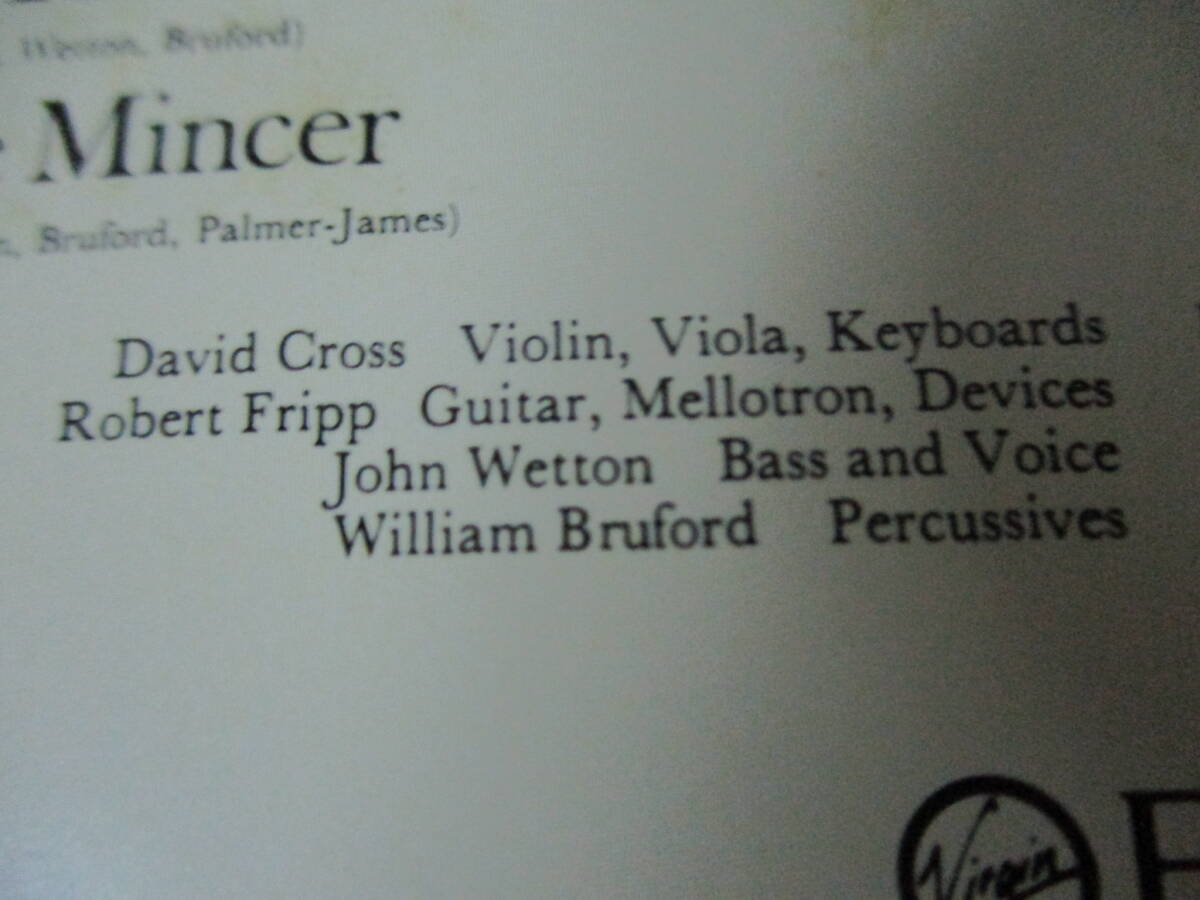 Wetton, Bruford)
Mincer
Bruford, Palmer-James)
David Cross Violin, Viola, Keyboards
Robert Fripp Guitar, Mellotron, Devices
John Wetton Bass and Voice
William Bruford Percussives
Virgin